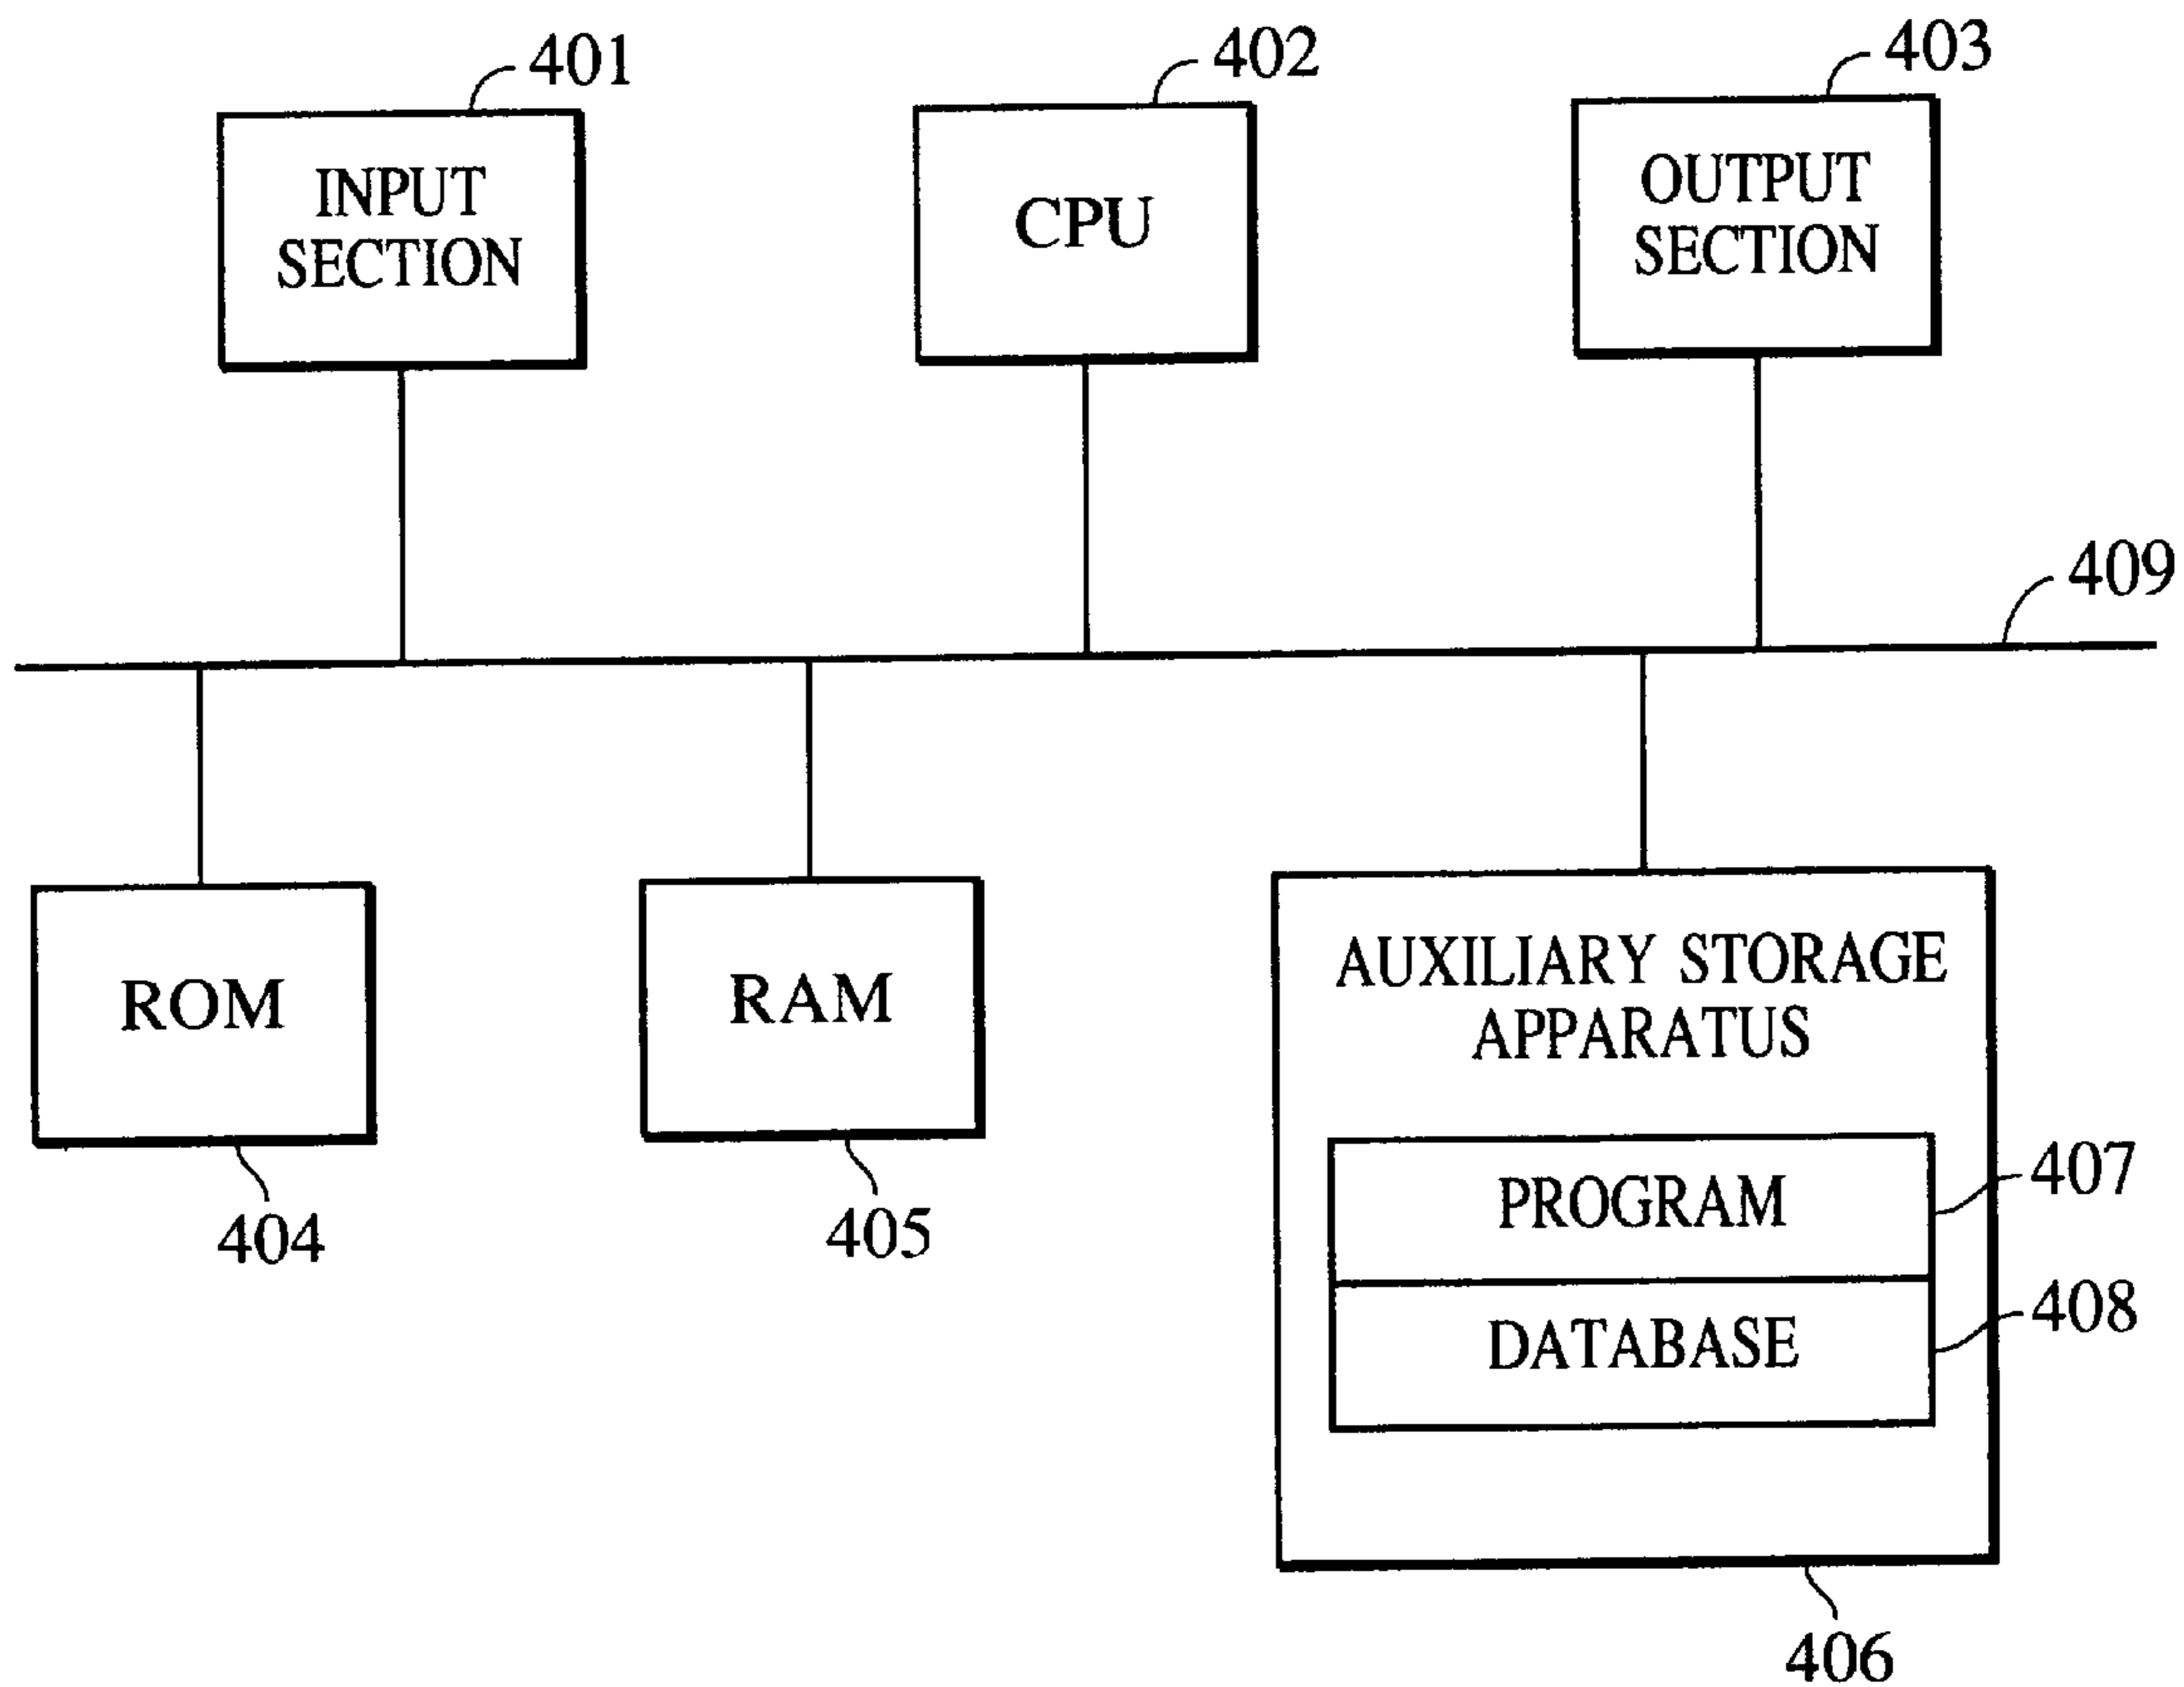 401
402
403
INPUT
SECTION
CPU
OUTPUT
SECTION
409
ROM
RAM
AUXILIARY STORAGE
APPARATUS
PROGRAM
407
DATABASE
408
404
405
406